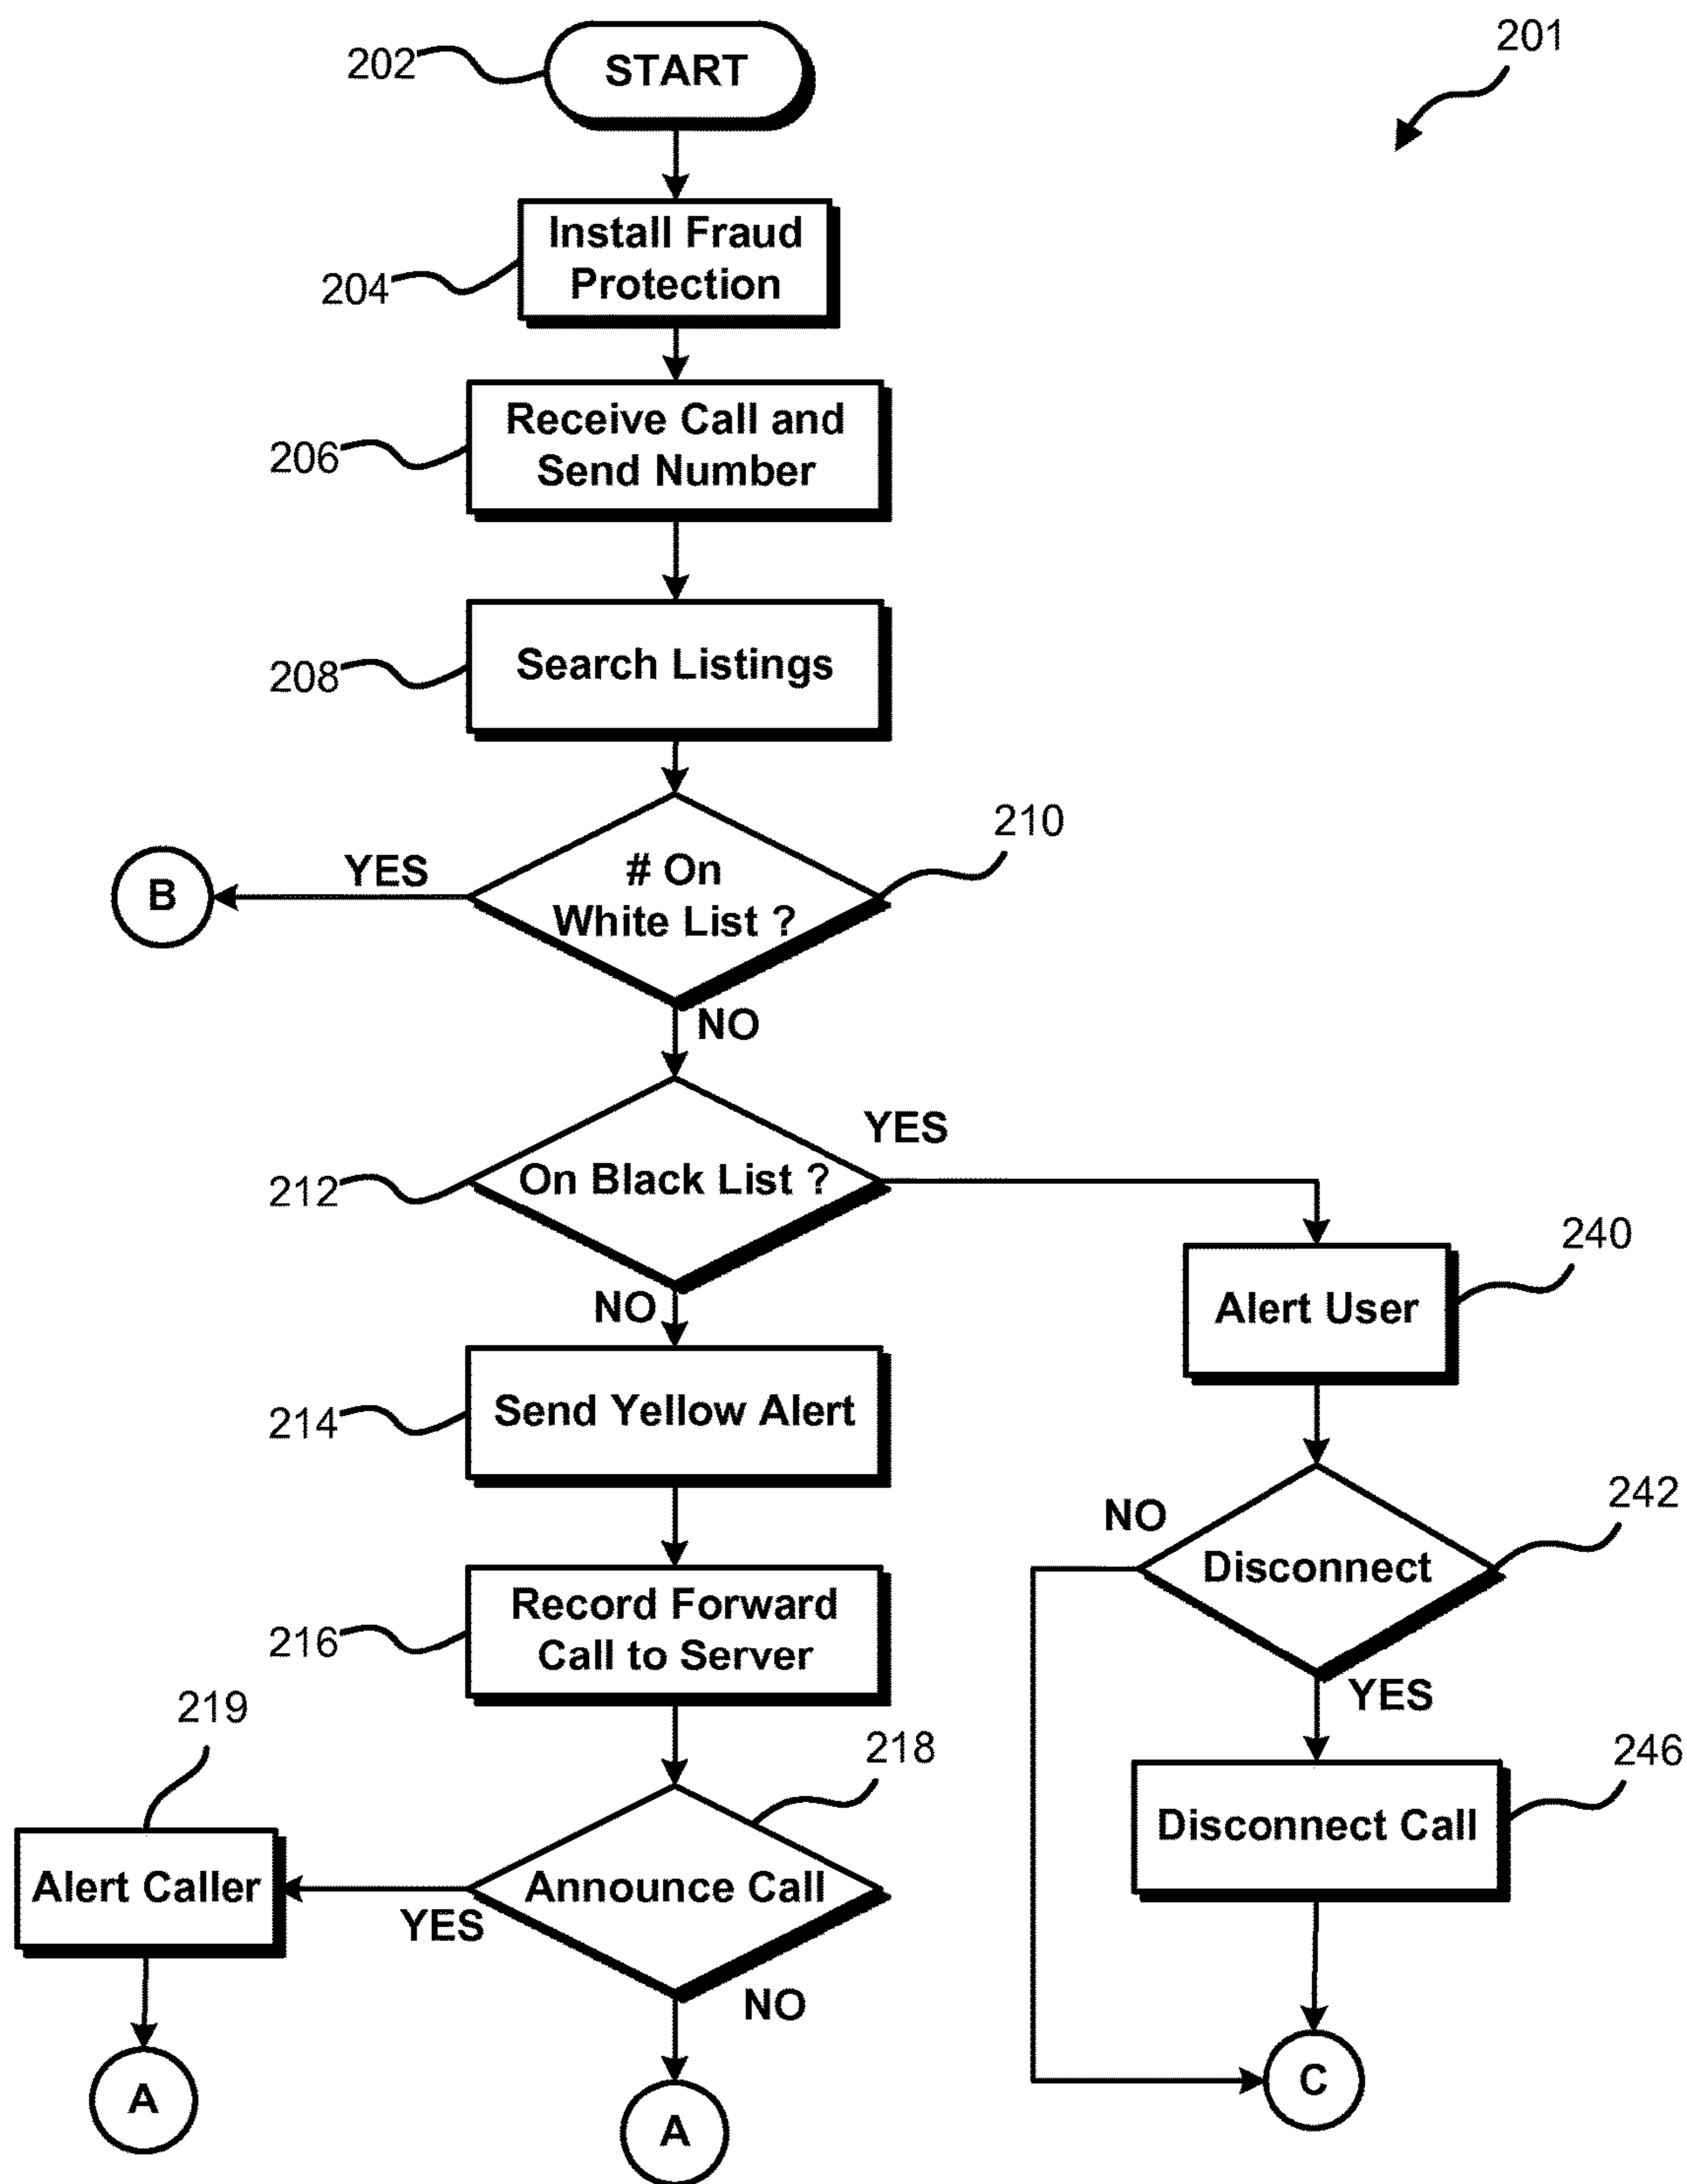 201
202
START
204
Install Fraud
Protection
206
Receive Call and
Send Number
208
Search Listings
210
# On
White List ?
YES
B
NO
212
On Black List ?
YES
NO
240
Alert User
214
Send Yellow Alert
242
NO
Disconnect
YES
216
Record Forward
Call to Server
246
Disconnect Call
219
218
Alert Caller
Announce Call
YES
NO
A
A
C